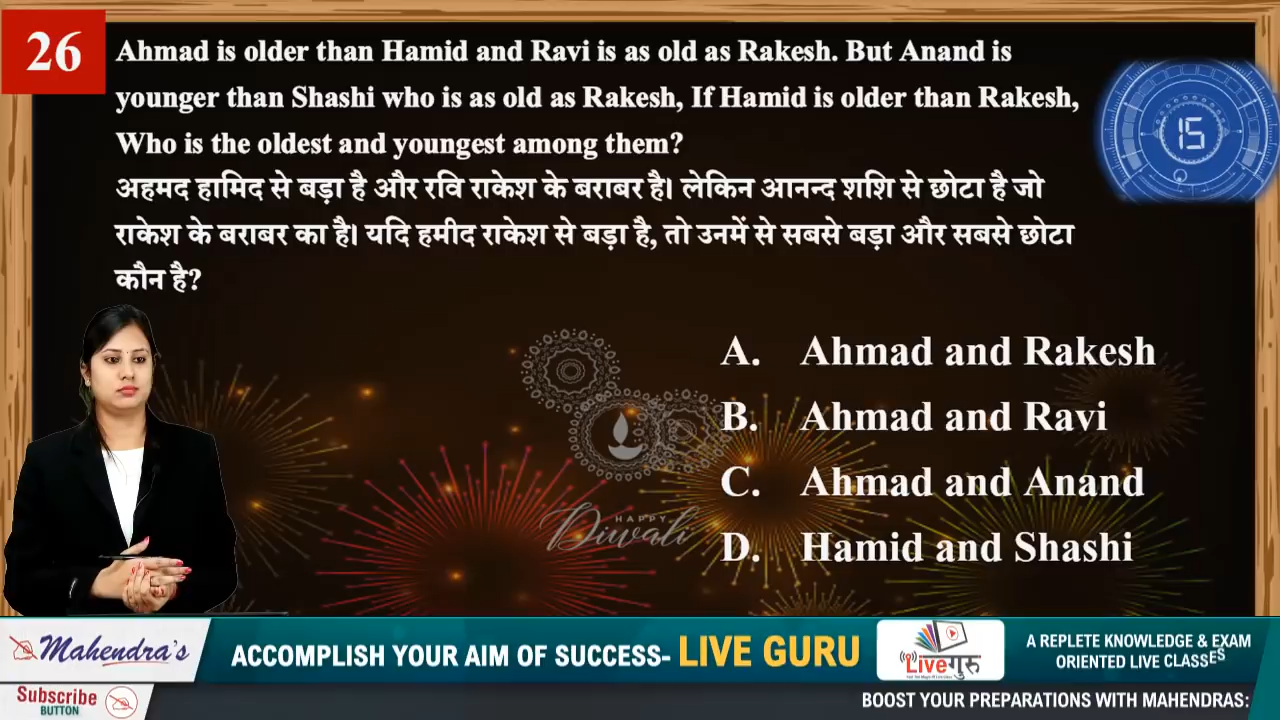 26
Ahmad is older than Hamid and Ravi is as old as Rakesh. But Anand is
younger than Shashi who is as old as Rakesh, If Hamid is older than Rakesh,
Who is the oldest and youngest among them?
अहमद हामिद से बड़ा है और रवि राकेश के बराबर है। लेकिन आनन्द शशि से छोटा है जो
राकेश के बराबर का है। यदि हमीद राकेश से बड़ा है, तो उनमें से सबसे बड़ा और सबसे छोटा
कौन है?
15
A. Ahmad and Rakesh
B. Ahmad and Ravi
C. Ahmad and Anand
D. Hamid and Shashi
HAPPY
Diwali
Mahendra's
ACCOMPLISH YOUR AIM OF SUCCESS- LIVE GURU
Live गुरु
A REPLETE KNOWLEDGE & EXAM
ORIENTED LIVE CLASSES
Subscribe
BUTTON
BOOST YOUR PREPARATIONS WITH MAHENDRAS: